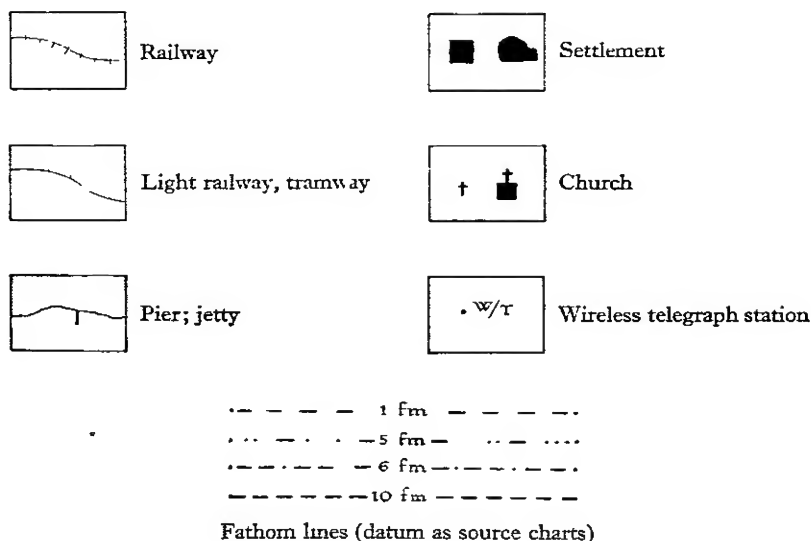 Railway
Settlement
Light railway, tramway
Church
Pier; jetty
W/T
Wireless telegraph station
1 fm
5 fm
6 fm
10 fm
Fathom lines (datum as source charts)